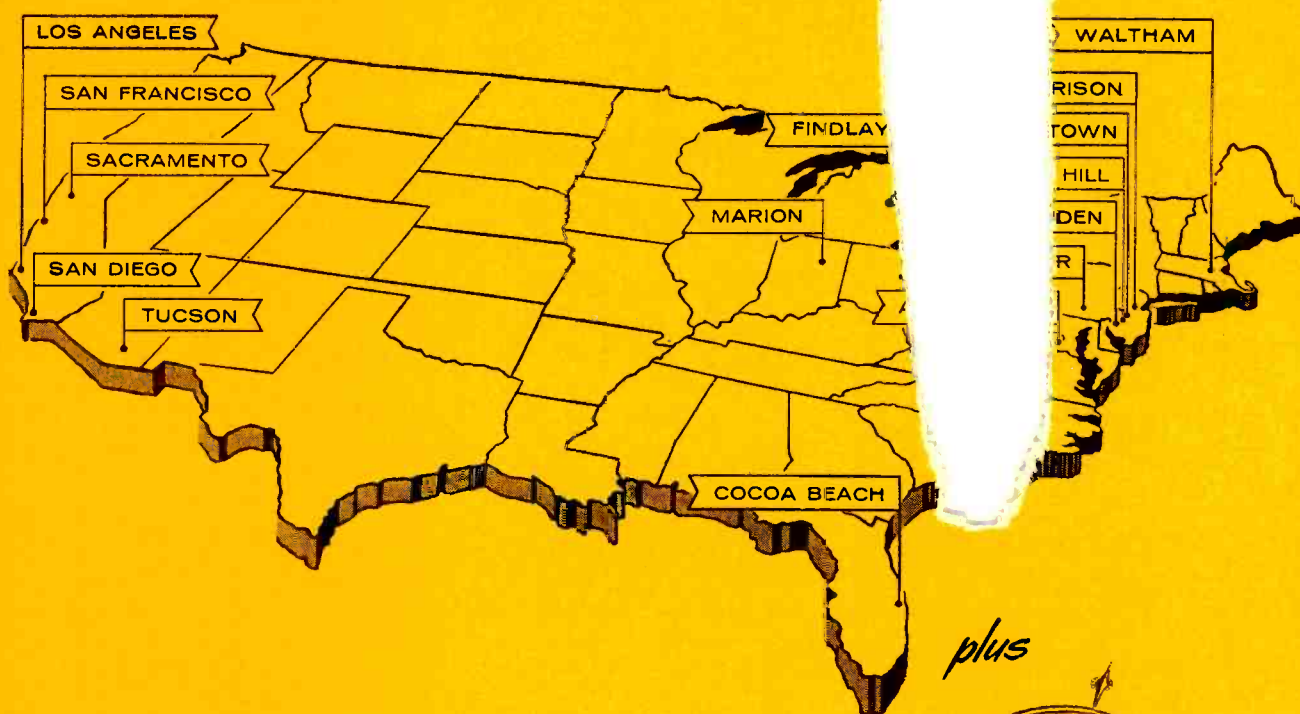 LOS ANGELES
WALTHAM
SAN FRANCISCO
SACRAMENTO
FINDLAY
HILL
MARION
SAN DIEGO
TUCSON
COCOA BEACH
plus